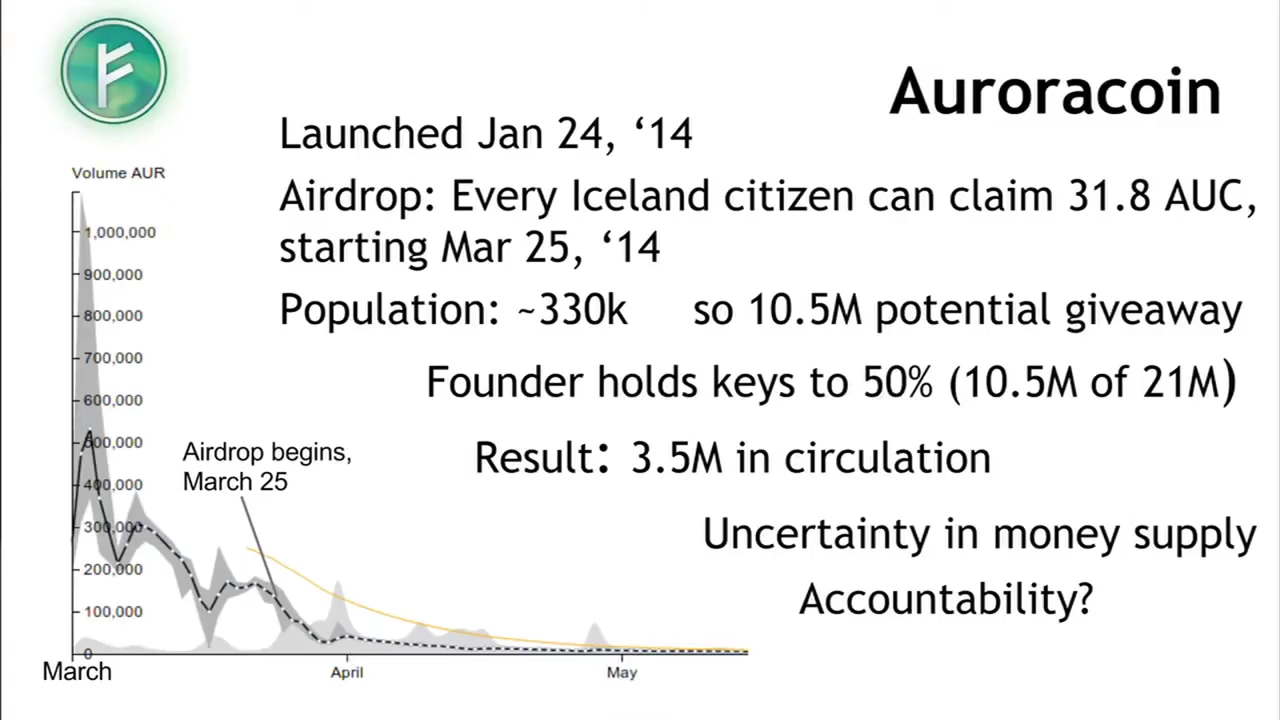 Auroracoin
Launched Jan 24, ‘14
Airdrop: Every Iceland citizen can claim 31.8 AUC,
starting Mar 25, ‘14
Population: ~330k so 10.5M potential giveaway
Founder holds keys to 50% (10.5M of 21M)
Result: 3.5M in circulation
Uncertainty in money supply
Accountability?
Volume AUR
1,000,000
900,000
800,000
700,000
600,000
500,000
400,000
300,000
200,000
100,000
0
Airdrop begins,
March 25
March April May